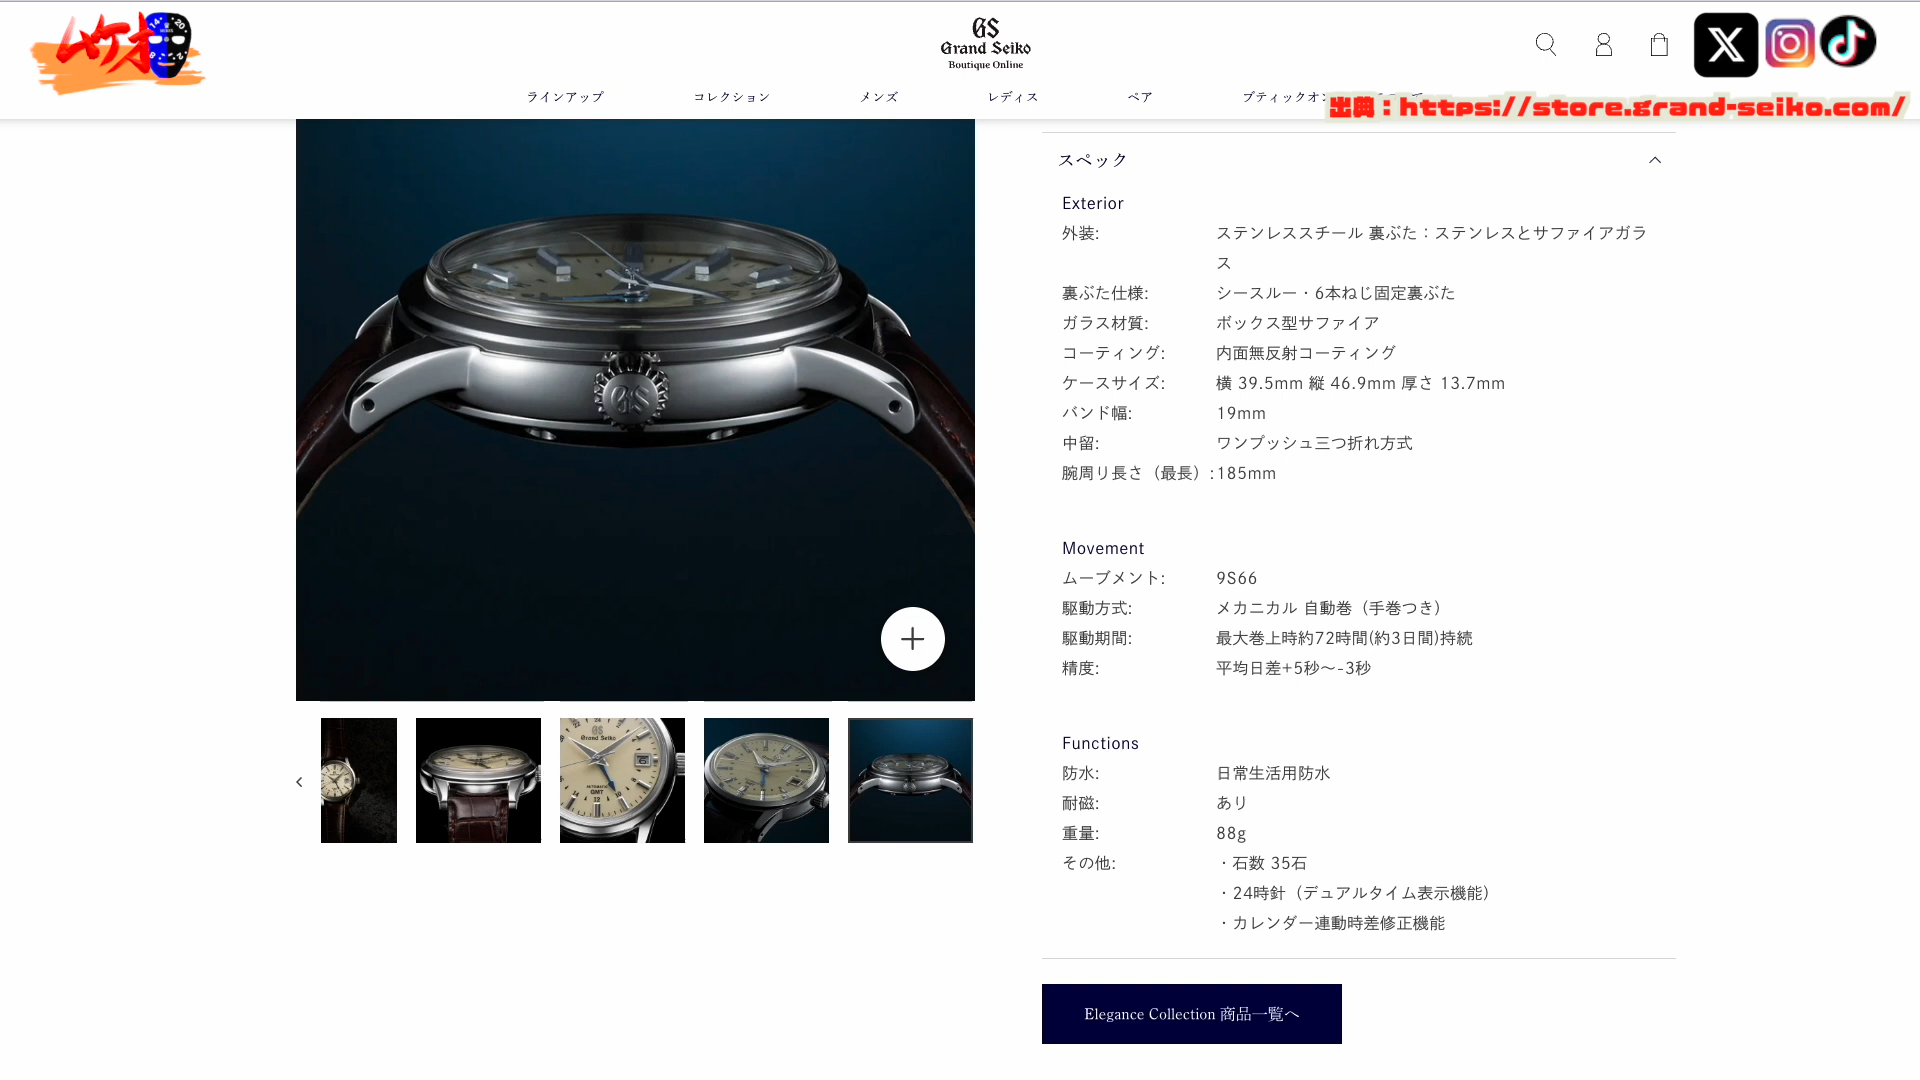 GS
Grand Seiko
Boutique Online
ラインアップ
コレクション
メンズ
レディス
ペア
ブティックオン
出典：https://store.grand-seiko.com/
スペック
Exterior
外装: ステンレススチール 裏ぶた：ステンレスとサファイアガラ
ス
裏ぶた仕様: シースルー・6本ねじ固定裏ぶた
ガラス材質: ボックス型サファイア
コーティング: 内面無反射コーティング
ケースサイズ: 横 39.5mm 縦 46.9mm 厚さ 13.7mm
バンド幅: 19mm
中留: ワンプッシュ三つ折れ方式
腕周り長さ（最長）: 185mm
Movement
ムーブメント: 9S66
駆動方式: メカニカル 自動巻（手巻つき）
駆動期間: 最大巻上時約72時間(約3日間)持続
精度: 平均日差+5秒～-3秒
Functions
防水: 日常生活用防水
耐磁: あり
重量: 88g
その他: ・石数 35石
・24時針（デュアルタイム表示機能）
・カレンダー連動時差修正機能
Elegance Collection 商品一覧へ
GS
GS
Grand Seiko
AUTOMATIC
GMT
12